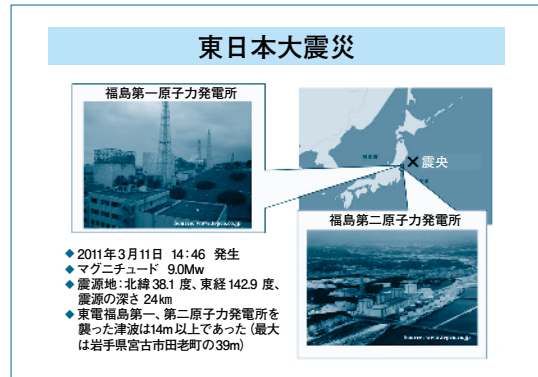 東日本大震災
福島第一原子力発電所
震央
福島第二原子力発電所
◆ 2011年3月11日 14:46 発生
◆ マグニチュード 9.0Mw
◆ 震源地:北緯38.1 度、東経142.9 度、
震源の深さ 24km
◆ 東電福島第一、第二原子力発電所を
襲った津波は14m以上であった(最大
は岩手県宮古市田老町の39m)